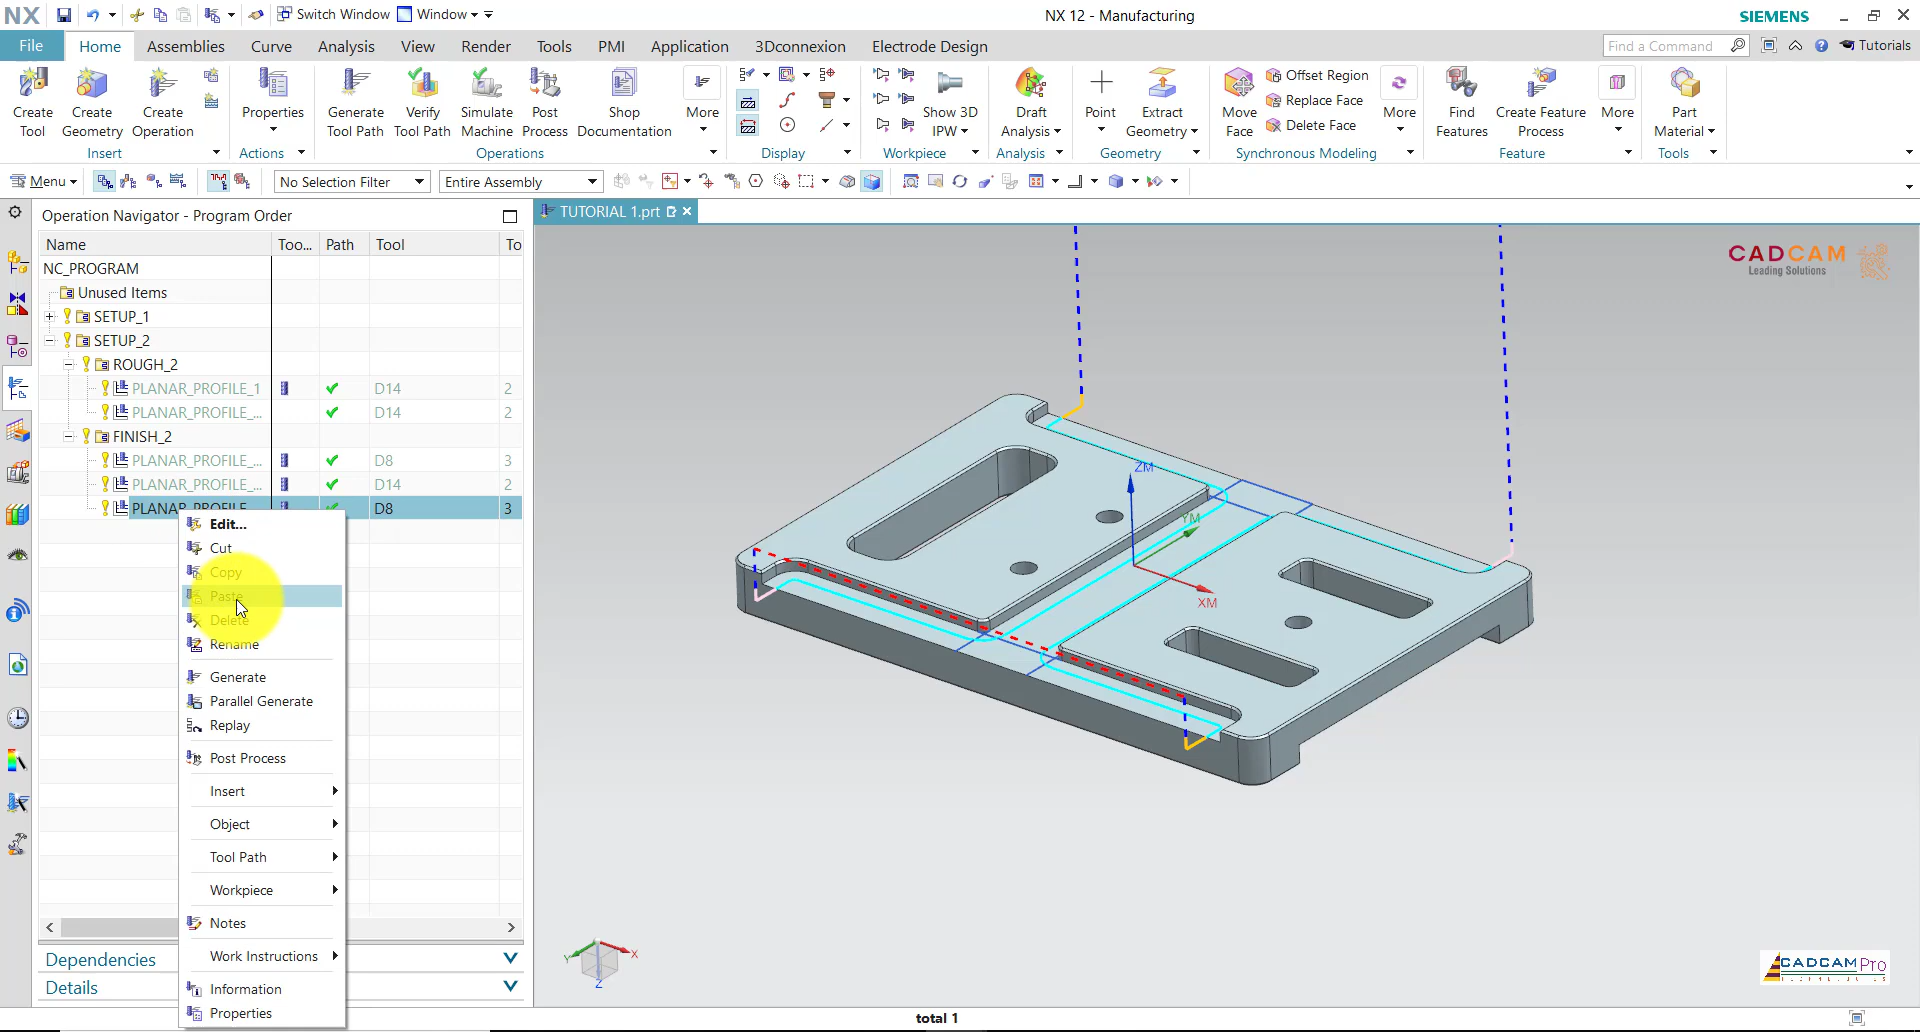 NX
Switch Window
Window
NX 12 - Manufacturing
SIEMENS
File
Home
Assemblies
Curve
Analysis
View
Render
Tools
PMI
Application
3Dconnexion
Electrode Design
Find a Command
Tutorials
Create Tool
Create Geometry
Create Operation
Properties
Generate Tool Path
Verify Tool Path
Simulate Machine
Post Process
Shop Documentation
More
Show 3D IPW
Draft Analysis
Point
Extract Geometry
Move Face
Offset Region
Replace Face
Delete Face
More
Find Features
Create Feature Process
More
Part Material
Insert
Actions
Operations
Display
Workpiece
Analysis
Geometry
Synchronous Modeling
Feature
Tools
Menu
No Selection Filter
Entire Assembly
Operation Navigator - Program Order
TUTORIAL 1.prt
Name
Too...
Path
Tool
To
NC_PROGRAM
Unused Items
SETUP_1
SETUP_2
ROUGH_2
PLANAR_PROFILE_1 D14 2
PLANAR_PROFILE_... D14 2
FINISH_2
PLANAR_PROFILE_... D8 3
PLANAR_PROFILE_... D14 2
PLANAR_PROFILE D8 3
Edit...
Cut
Copy
Paste
Delete
Rename
Generate
Parallel Generate
Replay
Post Process
Insert
Object
Tool Path
Workpiece
Notes
Work Instructions
Information
Properties
Dependencies
Details
CADCAM
Leading Solutions
ZM
YM
XM
X
Y
Z
CADCAM Pro
total 1